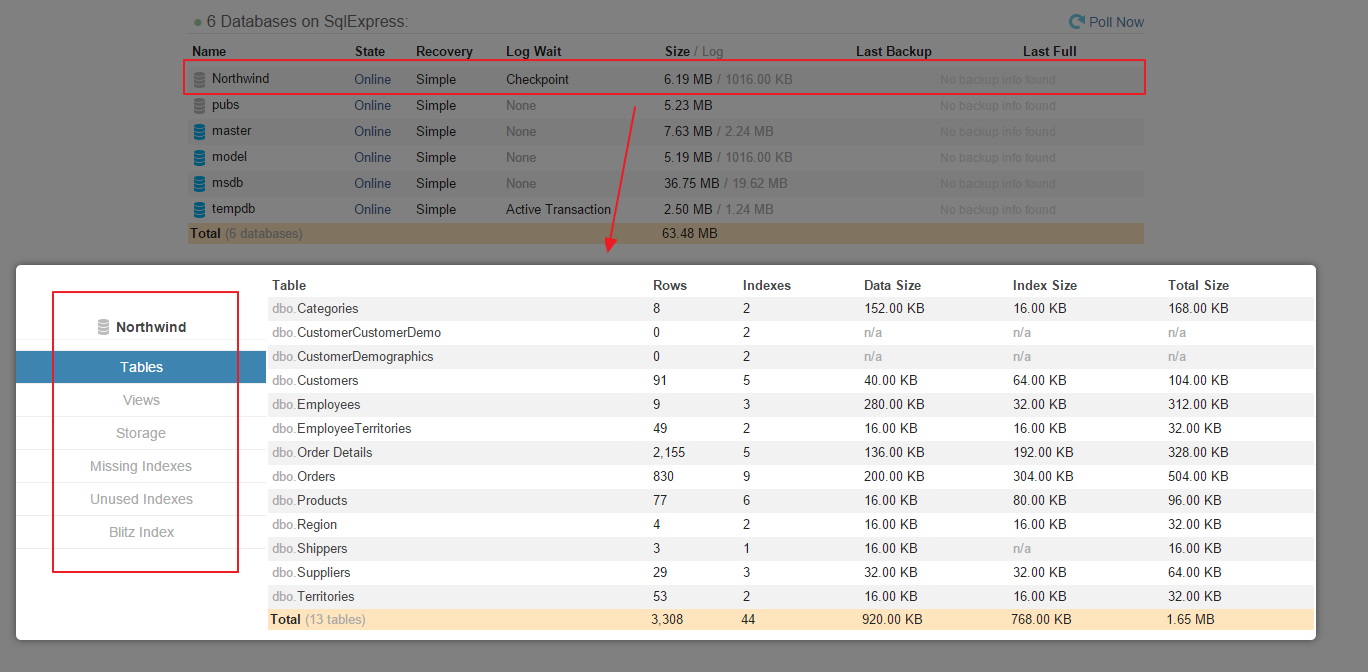 6 Databases on SqlExpress: Poll Now
Name State Recovery Log Wait Size / Log Last Backup Last Full
Northwind Online Simple Checkpoint 6.19 MB / 1016.00 KB No backup info found
pubs Online Simple None 5.23 MB No backup info found
master Online Simple None 7.63 MB / 2.24 MB No backup info found
model Online Simple None 5.19 MB / 1016.00 KB No backup info found
msdb Online Simple None 36.75 MB / 19.62 MB No backup info found
tempdb Online Simple Active Transaction 2.50 MB / 1.24 MB No backup info found
Total (6 databases) 63.48 MB
Northwind
Tables
Views
Storage
Missing Indexes
Unused Indexes
Blitz Index
Table Rows Indexes Data Size Index Size Total Size
dbo.Categories 8 2 152.00 KB 16.00 KB 168.00 KB
dbo.CustomerCustomerDemo 0 2 n/a n/a n/a
dbo.CustomerDemographics 0 2 n/a n/a n/a
dbo.Customers 91 5 40.00 KB 64.00 KB 104.00 KB
dbo.Employees 9 3 280.00 KB 32.00 KB 312.00 KB
dbo.EmployeeTerritories 49 2 16.00 KB 16.00 KB 32.00 KB
dbo.Order Details 2,155 5 136.00 KB 192.00 KB 328.00 KB
dbo.Orders 830 9 200.00 KB 304.00 KB 504.00 KB
dbo.Products 77 6 16.00 KB 80.00 KB 96.00 KB
dbo.Region 4 2 16.00 KB 16.00 KB 32.00 KB
dbo.Shippers 3 1 16.00 KB n/a 16.00 KB
dbo.Suppliers 29 3 32.00 KB 32.00 KB 64.00 KB
dbo.Territories 53 2 16.00 KB 16.00 KB 32.00 KB
Total (13 tables) 3,308 44 920.00 KB 768.00 KB 1.65 MB